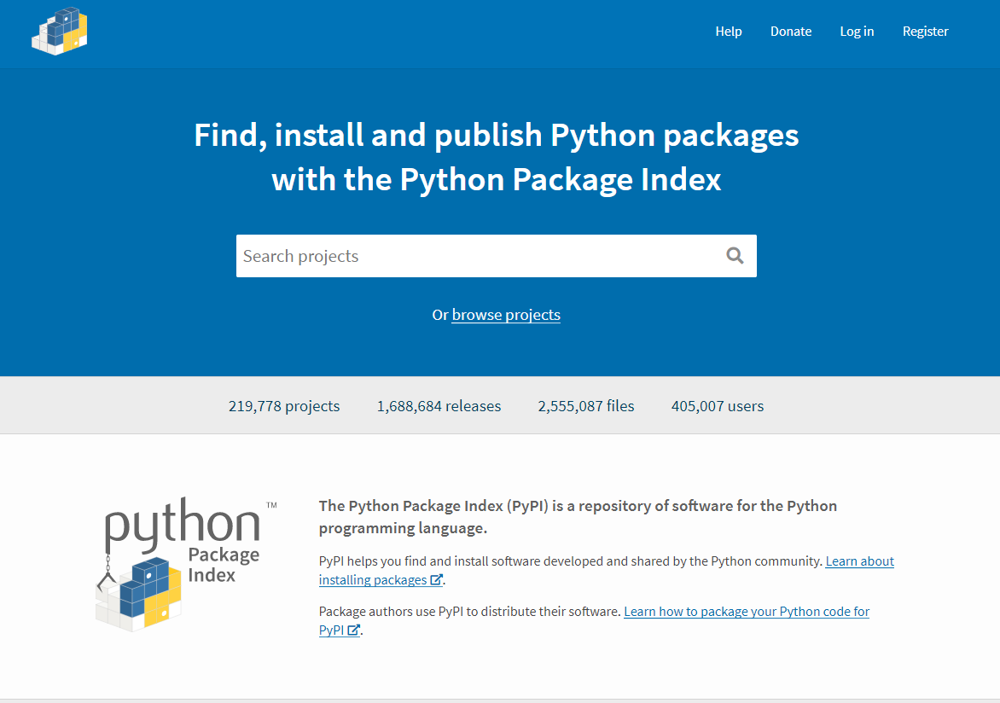 Help Donate Log in Register
Find, install and publish Python packages
with the Python Package Index
Search projects
Or browse projects
219,778 projects 1,688,684 releases 2,555,087 files 405,007 users
python ™
Package
Index
The Python Package Index (PyPI) is a repository of software for the Python
programming language.
PyPI helps you find and install software developed and shared by the Python community. Learn about
installing packages.
Package authors use PyPI to distribute their software. Learn how to package your Python code for
PyPI.